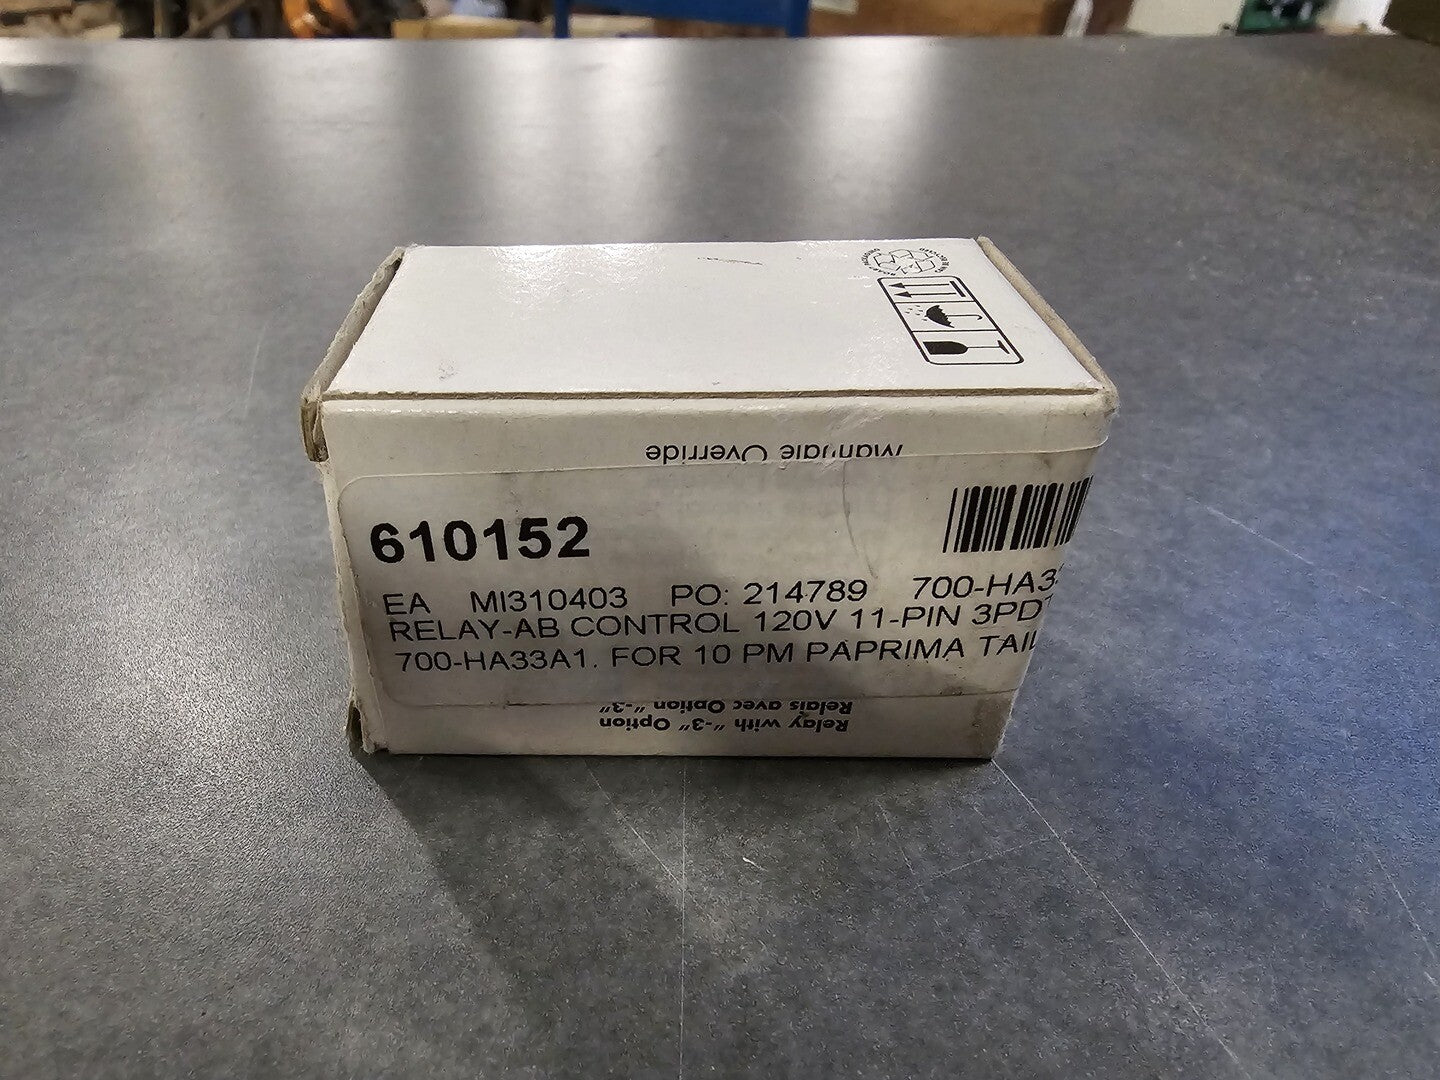 Manuale Override
610152
EA MI310403 PO: 214789 700-HA3
RELAY-AB CONTROL 120V 11-PIN 3PD
700-HA33A1. FOR 10 PM PAPRIMA TAIL
Relay with "-3" Option
Relais avec Option "-3"